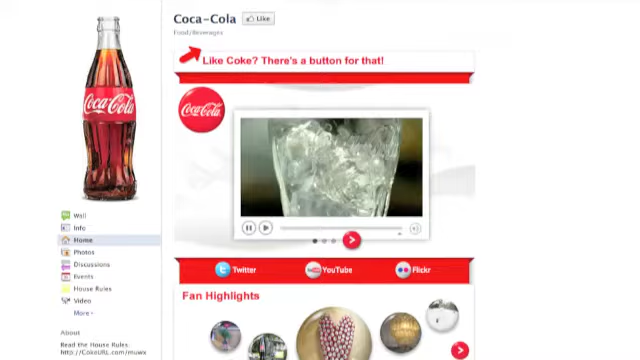 Coca-Cola
Like
Food/Beverages
Like Coke? There's a button for that!
Coca-Cola
Coca-Cola
Wall
Info
Home
Photos
Discussions
Events
House Rules
Video
More
Twitter
YouTube
Flickr
Fan Highlights
About
Read the House Rules:
http://CokeURL.com/muwx